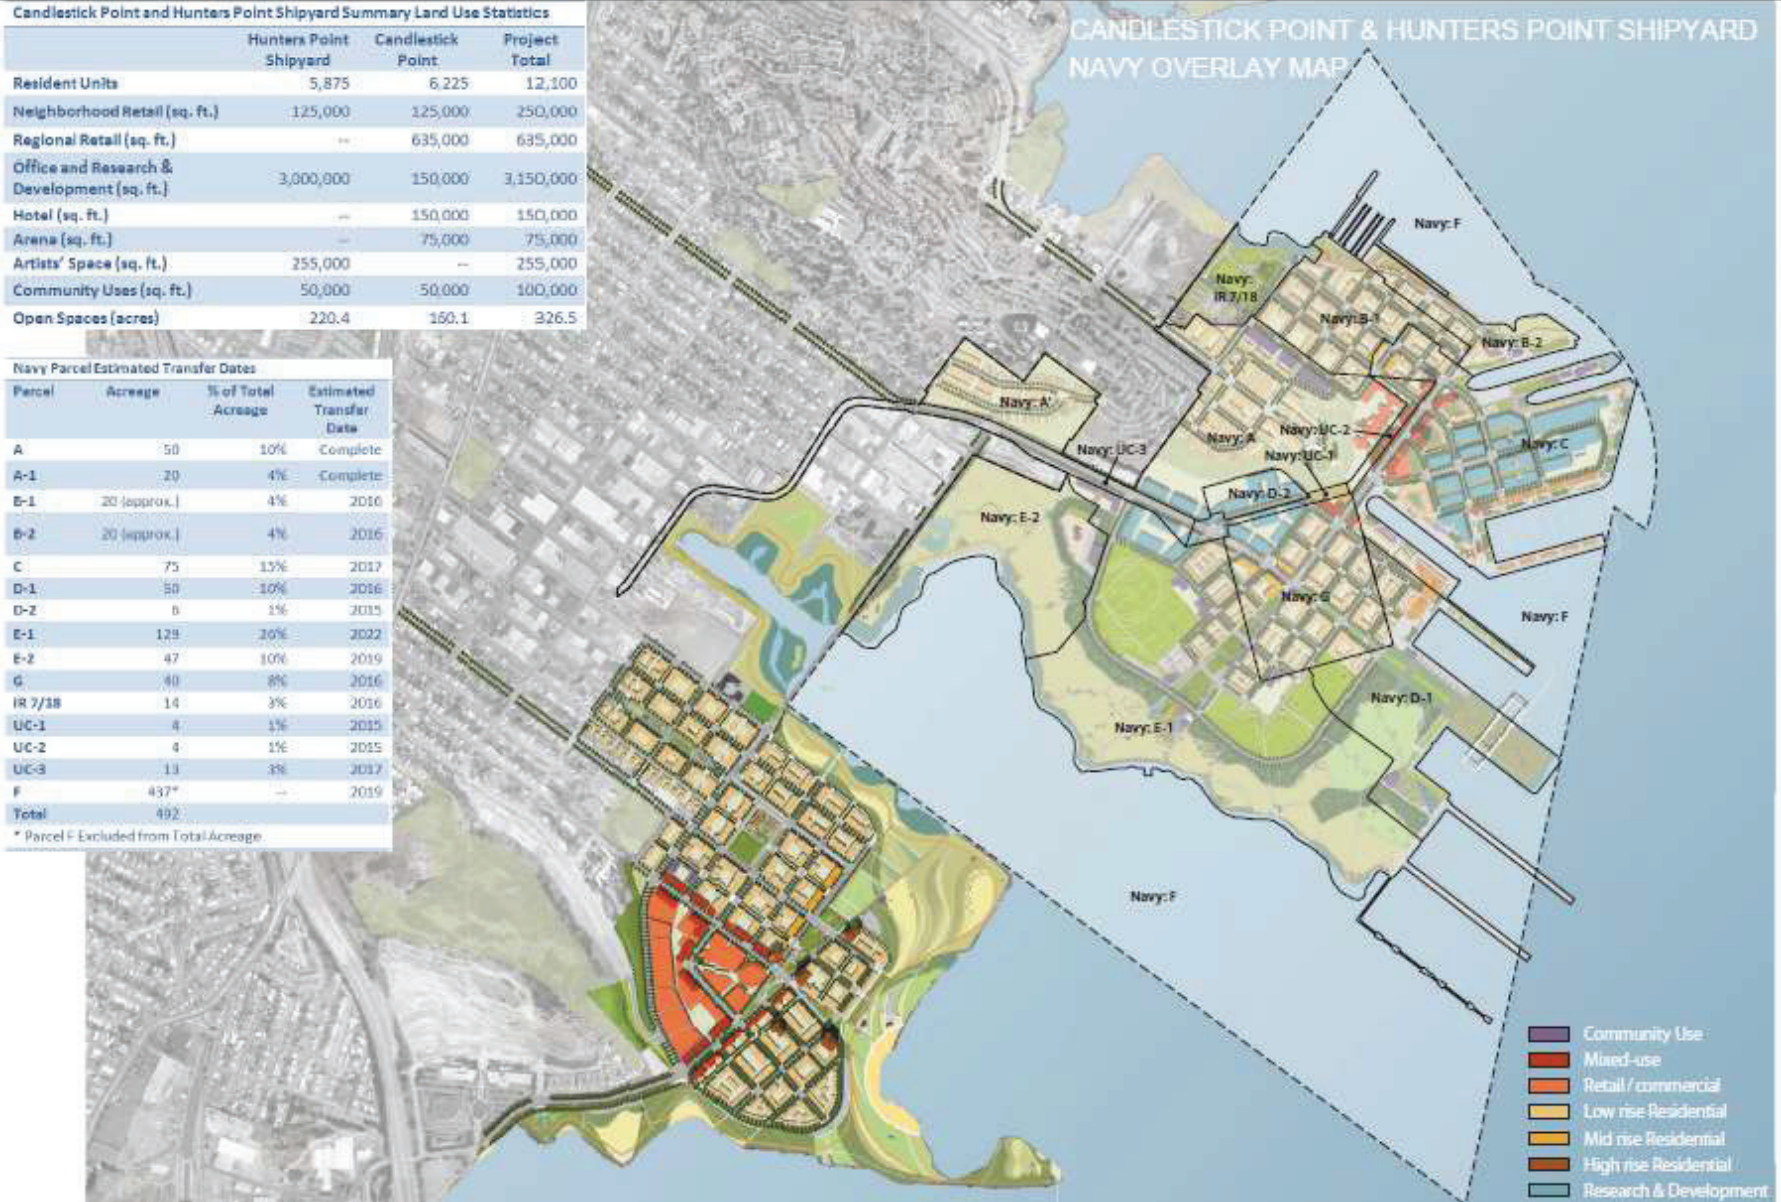 Candlestick Point and Hunters Point Shipyard Summary Land Use Statistics
Hunters Point Shipyard Candlestick Point Project Total
Resident Units 5,875 6,225 12,100
Neighborhood Retail (sq. ft.) 125,000 125,000 250,000
Regional Retail (sq. ft.) -- 635,000 635,000
Office and Research & Development (sq. ft.) 3,000,000 150,000 3,150,000
Hotel (sq. ft.) -- 150,000 150,000
Arena (sq. ft.) -- 75,000 75,000
Artists' Space (sq. ft.) 255,000 -- 255,000
Community Uses (sq. ft.) 50,000 50,000 100,000
Open Spaces (acres) 220.4 160.1 326.5
Navy Parcel Estimated Transfer Dates
Parcel Acreage % of Total Acreage Estimated Transfer Date
A 50 10% Complete
A-1 20 4% Complete
B-1 20 (approx.) 4% 2016
B-2 20 (approx.) 4% 2016
C 75 15% 2017
D-1 50 10% 2016
D-2 6 1% 2015
E-1 129 26% 2022
E-2 47 10% 2019
G 40 8% 2016
IR 7/18 14 3% 2016
UC-1 4 1% 2015
UC-2 4 1% 2015
UC-3 13 3% 2017
F 437* -- 2019
Total 492
* Parcel F Excluded from Total Acreage
CANDLESTICK POINT & HUNTERS POINT SHIPYARD
NAVY OVERLAY MAP
Navy: F
Navy:
IR 7/18
Navy: B-1
Navy: B-2
Navy: A'
Navy: A
Navy: UC-2
Navy: UC-1
Navy: C
Navy: UC-3
Navy: D-2
Navy: E-2
Navy: G
Navy: F
Navy: D-1
Navy: E-1
Navy: F
Community Use
Mixed-use
Retail / commercial
Low rise Residential
Mid rise Residential
High rise Residential
Research & Development